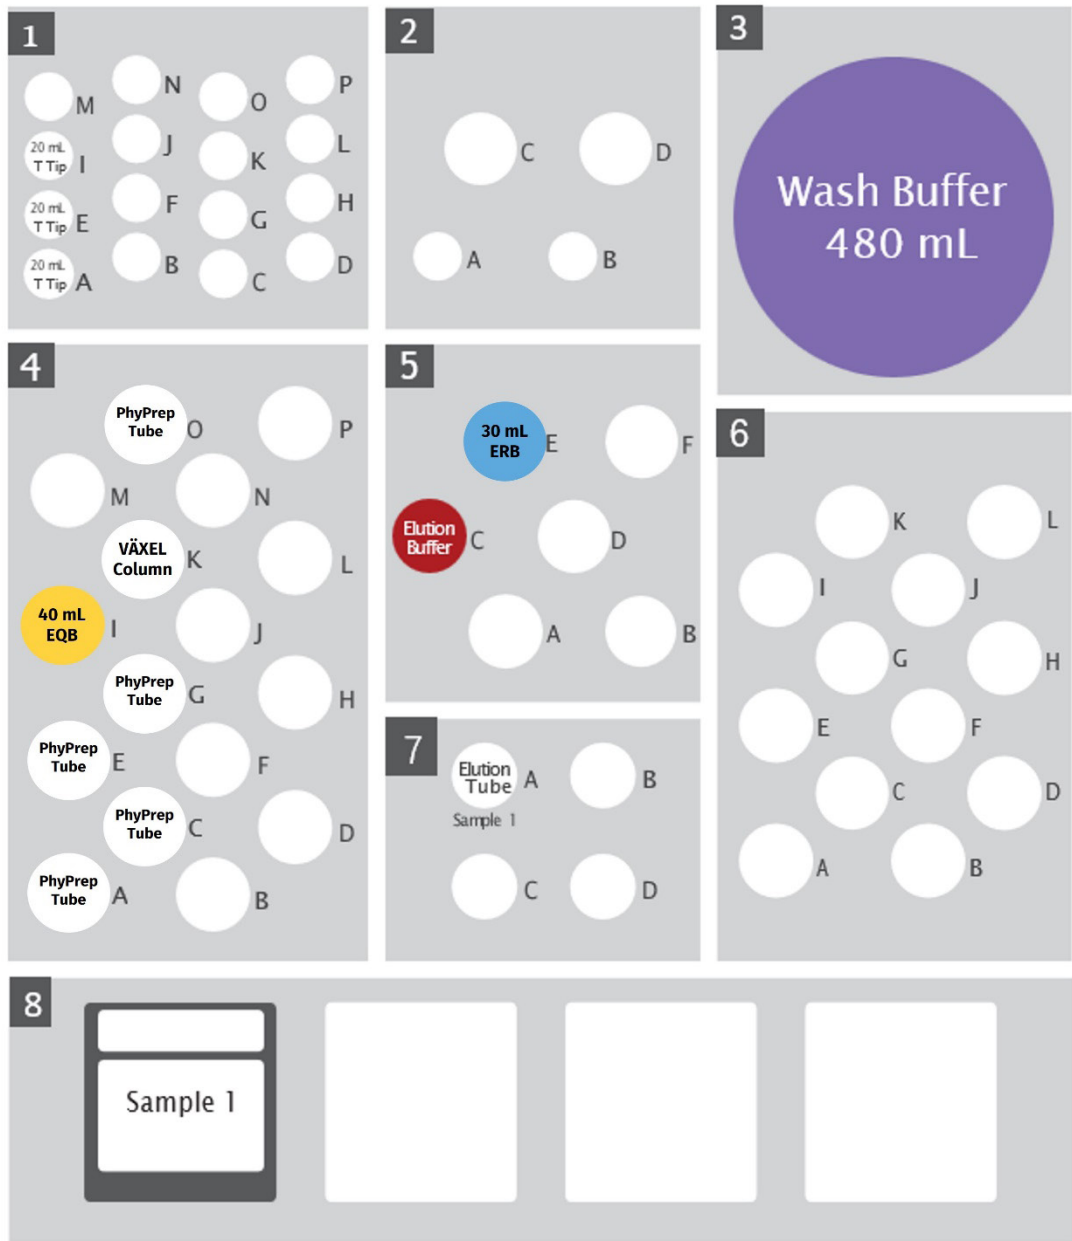 1
M
N
O
P
20 mL
T Tip
I
J
K
L
20 mL
T Tip
E
F
G
H
20 mL
T Tip
A
B
C
D
2
C
D
A
B
3
Wash Buffer
480 mL
4
PhyPrep
Tube
O
P
M
N
VÄXEL
Column
K
L
40 mL
EQB
I
J
PhyPrep
Tube
G
H
PhyPrep
Tube
E
F
PhyPrep
Tube
C
D
PhyPrep
Tube
A
B
5
30 mL
ERB
E
F
Elution
Buffer
C
D
A
B
6
K
L
I
J
G
H
E
F
C
D
A
B
7
Elution
Tube
A
B
Sample 1
C
D
8
Sample 1